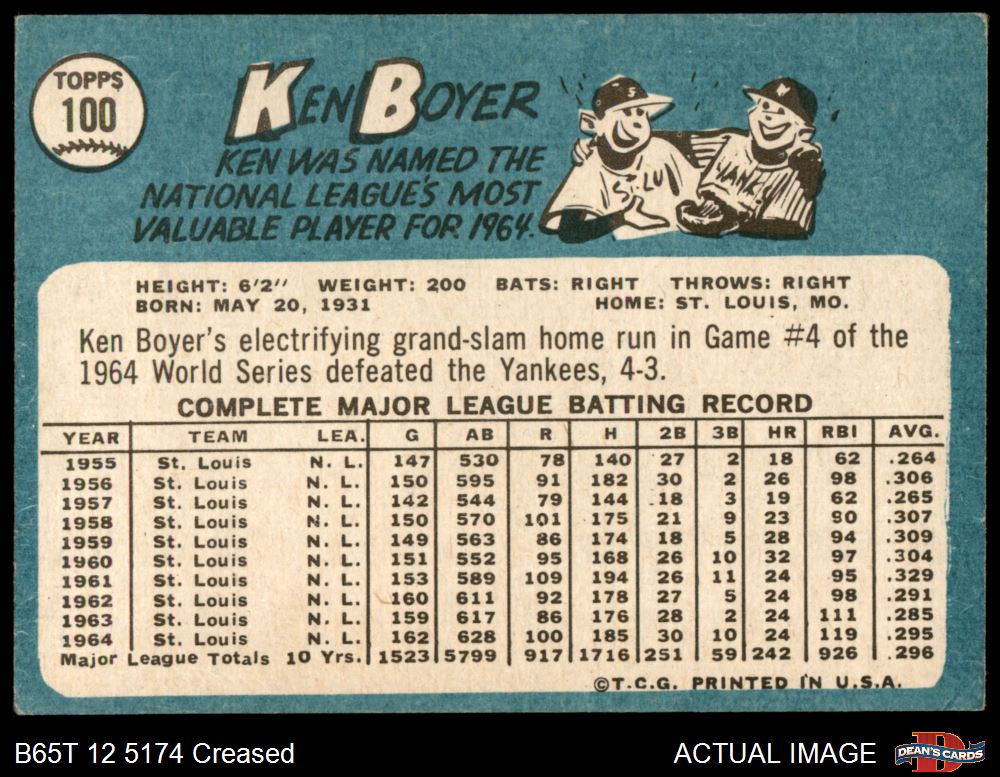 TOPPS
100
KEN BOYER
KEN WAS NAMED THE
NATIONAL LEAGUE'S MOST
VALUABLE PLAYER FOR 1964.
S
ST. LOU
YANK
HEIGHT: 6'2" WEIGHT: 200 BATS: RIGHT THROWS: RIGHT
BORN: MAY 20, 1931 HOME: ST. LOUIS, MO.
Ken Boyer's electrifying grand-slam home run in Game #4 of the
1964 World Series defeated the Yankees, 4-3.
COMPLETE MAJOR LEAGUE BATTING RECORD
YEAR TEAM LEA. G AB R H 2B 3B HR RBI AVG.
1955 St. Louis N. L. 147 530 78 140 27 2 18 62 .264
1956 St. Louis N. L. 150 595 91 182 30 2 26 98 .306
1957 St. Louis N. L. 142 544 79 144 18 3 19 62 .265
1958 St. Louis N. L. 150 570 101 175 21 9 23 90 .307
1959 St. Louis N. L. 149 563 86 174 18 5 28 94 .309
1960 St. Louis N. L. 151 552 95 168 26 10 32 97 .304
1961 St. Louis N. L. 153 589 109 194 26 11 24 95 .329
1962 St. Louis N. L. 160 611 92 178 27 5 24 98 .291
1963 St. Louis N. L. 159 617 86 176 28 2 24 111 .285
1964 St. Louis N. L. 162 628 100 185 30 10 24 119 .295
Major League Totals 10 Yrs. 1523 5799 917 1716 251 59 242 926 .296
©T.C.G. PRINTED IN U.S.A.
B65T 12 5174 Creased
ACTUAL IMAGE
DEAN'S CARDS